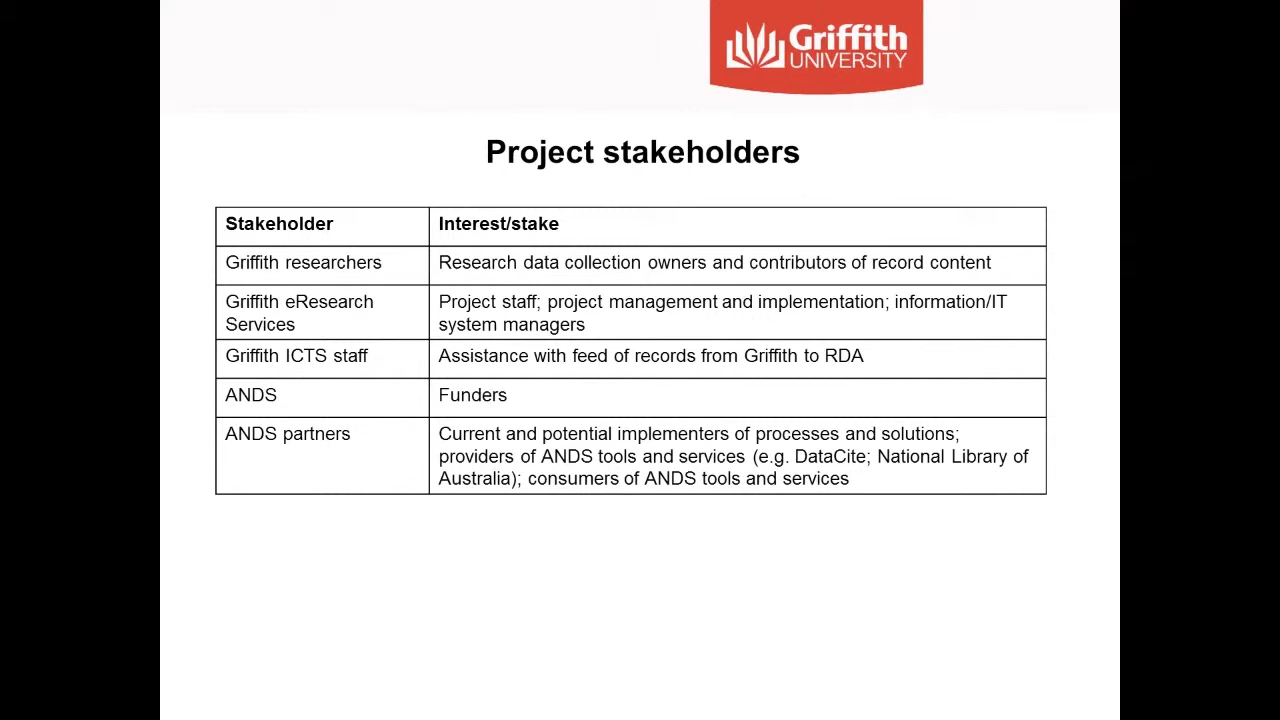 Griffith
UNIVERSITY
Project stakeholders
Stakeholder
Interest/stake
Griffith researchers
Research data collection owners and contributors of record content
Griffith eResearch
Services
Project staff; project management and implementation; information/IT
system managers
Griffith ICTS staff
Assistance with feed of records from Griffith to RDA
ANDS
Funders
ANDS partners
Current and potential implementers of processes and solutions;
providers of ANDS tools and services (e.g. DataCite; National Library of
Australia); consumers of ANDS tools and services